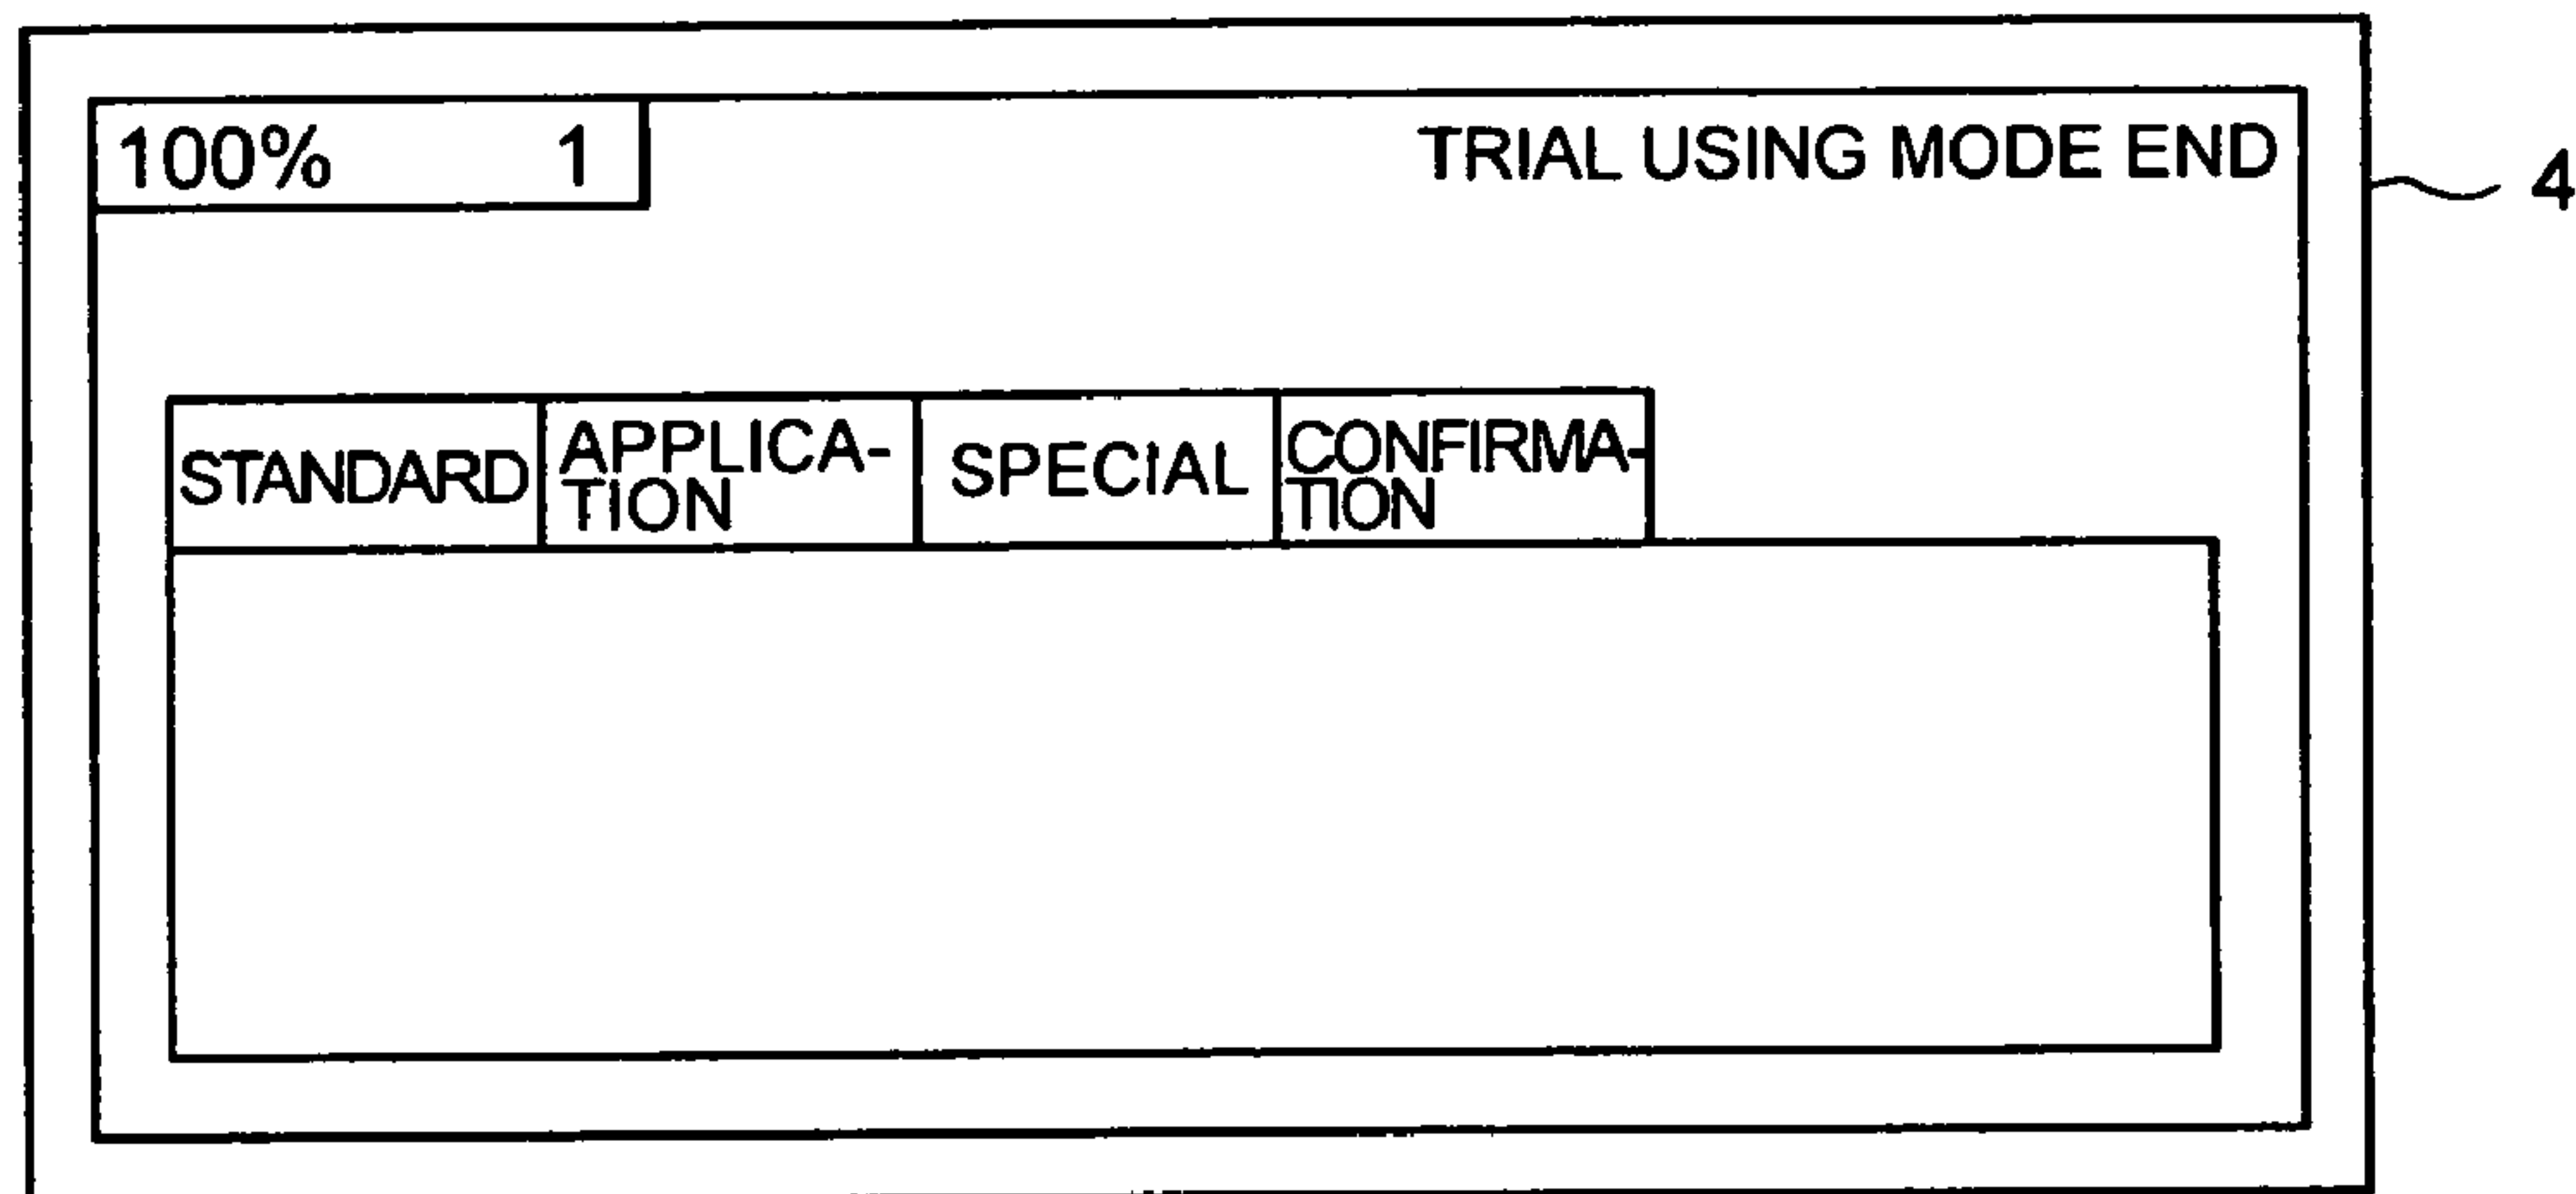 100% 1 TRIAL USING MODE END
4
STANDARD APPLICA-
TION SPECIAL CONFIRMA-
TION